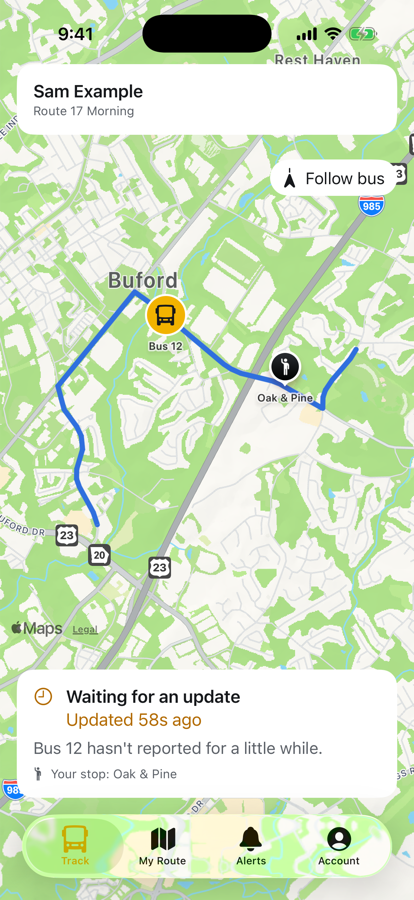 9:41
Rest Haven
Sam Example
Route 17 Morning
Follow bus
985
Buford
Bus 12
Oak & Pine
23
20
23
Maps
Legal
Waiting for an update
Updated 58s ago
Bus 12 hasn't reported for a little while.
Your stop: Oak & Pine
Track
My Route
Alerts
Account